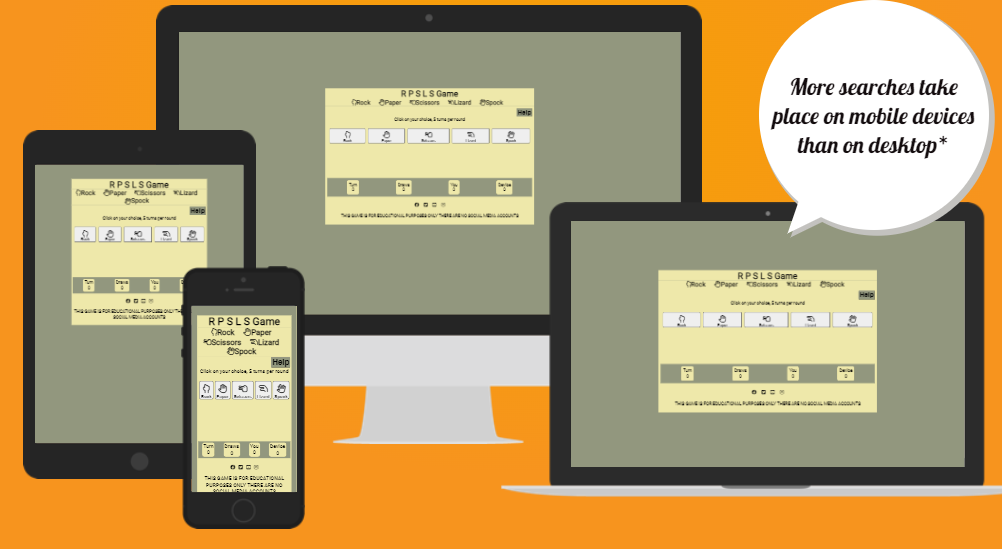 More searches take
place on mobile devices
than on desktop*
R P S L S Game
Rock Paper Scissors Lizard Spock
Help
Click on your choice, 5 turns per round
Rock Paper Scissors Lizard Spock
Turn Draws You Device
0 0 0 0
THIS GAME IS FOR EDUCATIONAL PURPOSES ONLY THERE ARE NO SOCIAL MEDIA ACCOUNTS
R P S L S Game
Rock Paper Scissors Lizard
Spock
Help
Click on your choice, 5 turns per round
Rock Paper Scissors Lizard Spock
Turn Draws You
0 0 0
THIS GAME IS FOR EDUCATIONAL PURPOSES ONLY THERE ARE NO
SOCIAL MEDIA ACCOUNTS
R P S L S Game
Rock Paper
Scissors Lizard
Spock
Help
Click on your choice, 5 turns per round
Rock Paper Scissors Lizard Spock
Turn Draws You Device
0 0 0 0
THIS GAME IS FOR EDUCATIONAL
PURPOSES ONLY THERE ARE NO
SOCIAL MEDIA ACCOUNTS
R P S L S Game
Rock Paper Scissors Lizard Spock
Help
Click on your choice, 5 turns per round
Rock Paper Scissors Lizard Spock
Turn Draws You Device
0 0 0 0
THIS GAME IS FOR EDUCATIONAL PURPOSES ONLY THERE ARE NO SOCIAL MEDIA ACCOUNTS